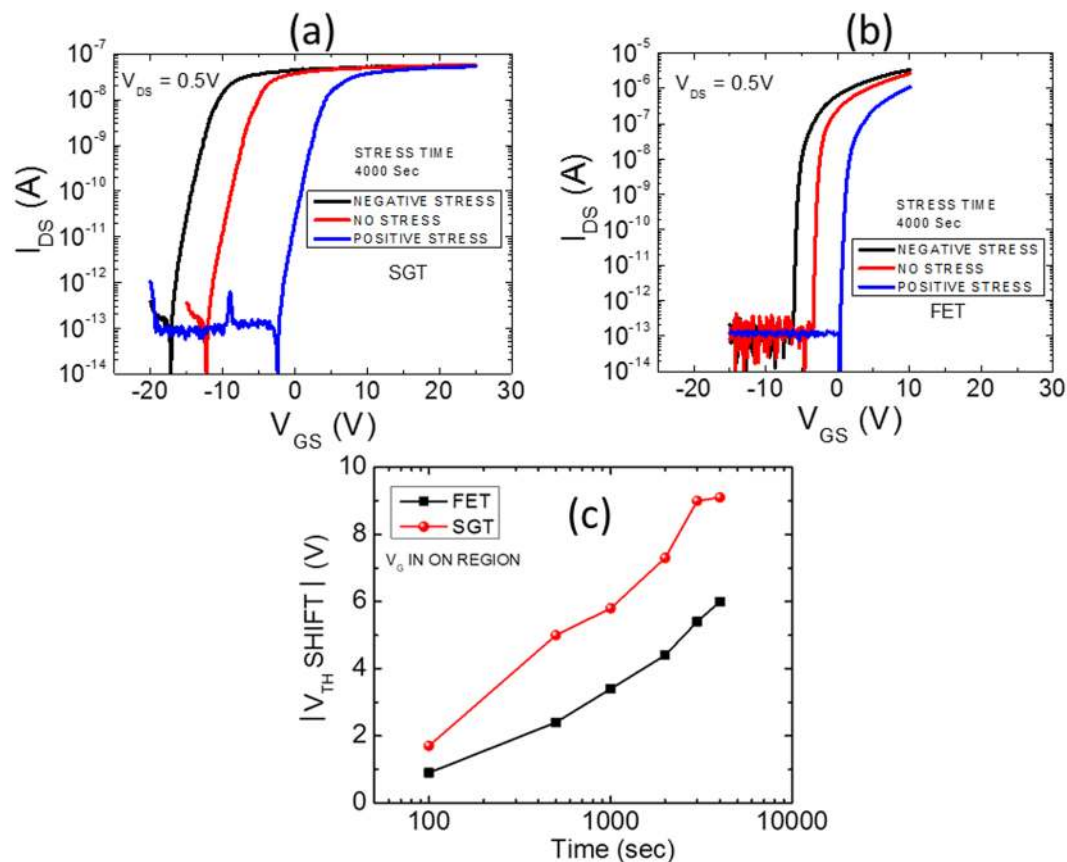 (a)
10^-7
10^-8
10^-9
10^-10
10^-11
10^-12
10^-13
10^-14
I_DS (A)
V_DS = 0.5V
STRESS TIME
4000 Sec
NEGATIVE STRESS
NO STRESS
POSITIVE STRESS
SGT
-20 -10 0 10 20 30
V_GS (V)
(b)
10^-5
10^-6
10^-7
10^-8
10^-9
10^-10
10^-11
10^-12
10^-13
10^-14
I_DS (A)
V_DS = 0.5V
STRESS TIME
4000 Sec
NEGATIVE STRESS
NO STRESS
POSITIVE STRESS
FET
-20 -10 0 10 20 30
V_GS (V)
(c)
10
8
6
4
2
0
|V_TH SHIFT| (V)
FET
SGT
V_G IN ON REGION
100 1000 10000
Time (sec)